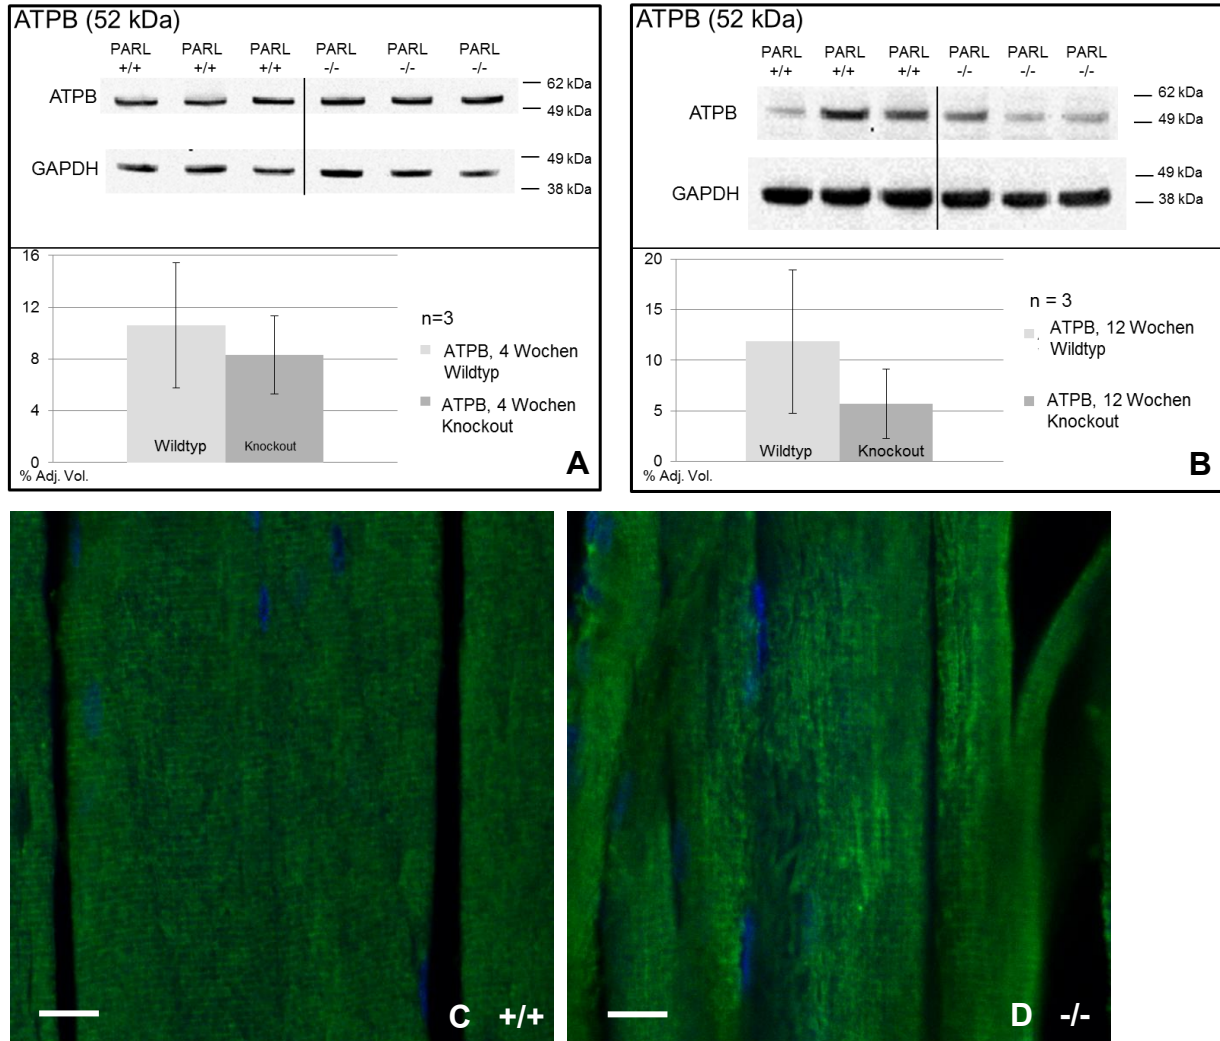 ATPB (52 kDa)
PARL PARL PARL PARL PARL PARL
+/+ +/+ +/+ -/- -/- -/-
ATPB
62 kDa
49 kDa
GAPDH
49 kDa
38 kDa
16
12
8
4
0
% Adj. Vol.
Wildtyp
Knockout
n=3
ATPB, 4 Wochen
Wildtyp
ATPB, 4 Wochen
Knockout
A
ATPB (52 kDa)
PARL PARL PARL PARL PARL PARL
+/+ +/+ +/+ -/- -/- -/-
ATPB
62 kDa
49 kDa
GAPDH
49 kDa
38 kDa
20
15
10
5
0
% Adj. Vol.
Wildtyp
Knockout
n = 3
ATPB, 12 Wochen
Wildtyp
ATPB, 12 Wochen
Knockout
B
C +/+
D -/-